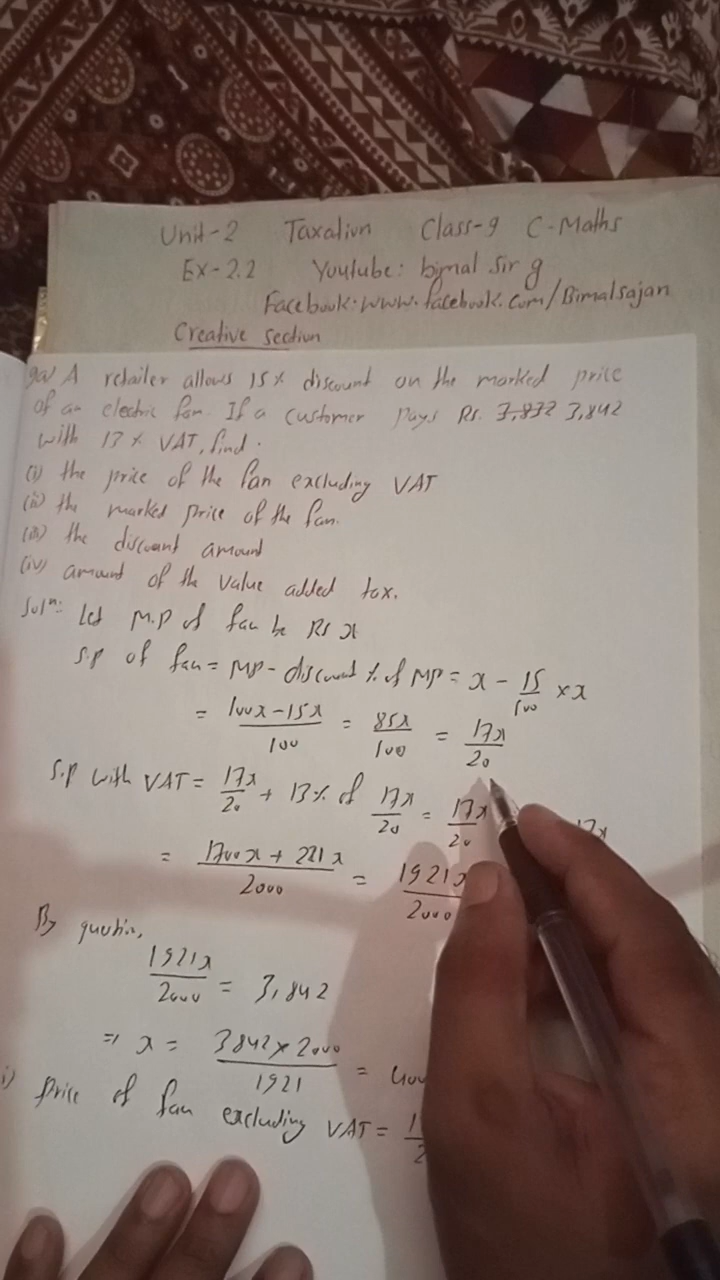 Unit-2 Taxation Class-9 C-Maths
Ex-2.2 Youtube: bimal sir g
Facebook:www.facebook.com/Bimalsajan
Creative section
9a) A retailer allows 15% discount on the marked price
of an electric fan. If a customer pays Rs. 3,832 3,842
with 13% VAT, find.
(i) the price of the fan excluding VAT
(ii) the marked price of the fan.
(iii) the discount amount
(iv) amount of the value added tax.
Solⁿ: Let M.P of fan be Rs x
S.P of fan = MP - discount % of MP = x - 15/100 × x
= 100x-15x/100 = 85x/100 = 17x/20
S.P with VAT = 17x/20 + 13% of 17x/20 = 17x/20 17x
= 1700x + 221x/2000 = 1921x/2000
By question,
1921x/2000 = 3,842
⇒ x = 3842×2000/1921 =
i) Price of fan excluding VAT =